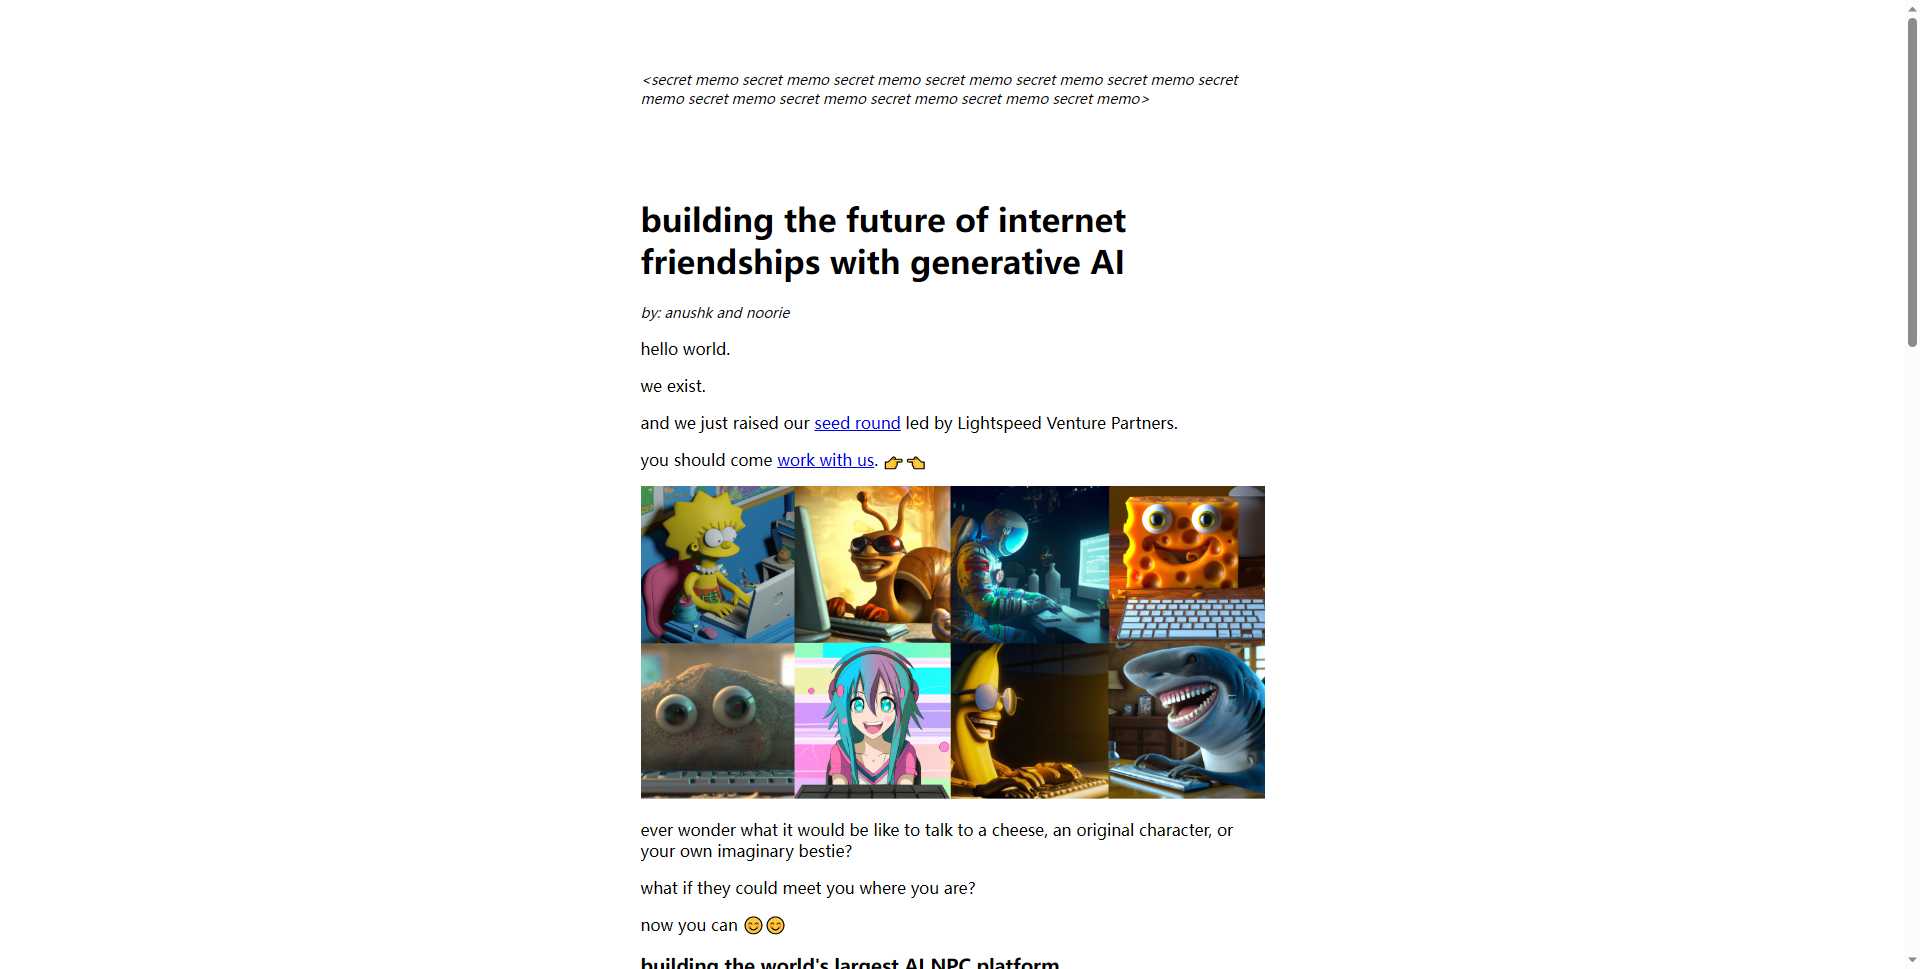 <secret memo secret memo secret memo secret memo secret memo secret memo secret
memo secret memo secret memo secret memo secret memo secret memo>
building the future of internet
friendships with generative AI
by: anushk and noorie
hello world.
we exist.
and we just raised our seed round led by Lightspeed Venture Partners.
you should come work with us. 👉👈
ever wonder what it would be like to talk to a cheese, an original character, or
your own imaginary bestie?
what if they could meet you where you are?
now you can 😊😊
building the world's largest AI NPC platform